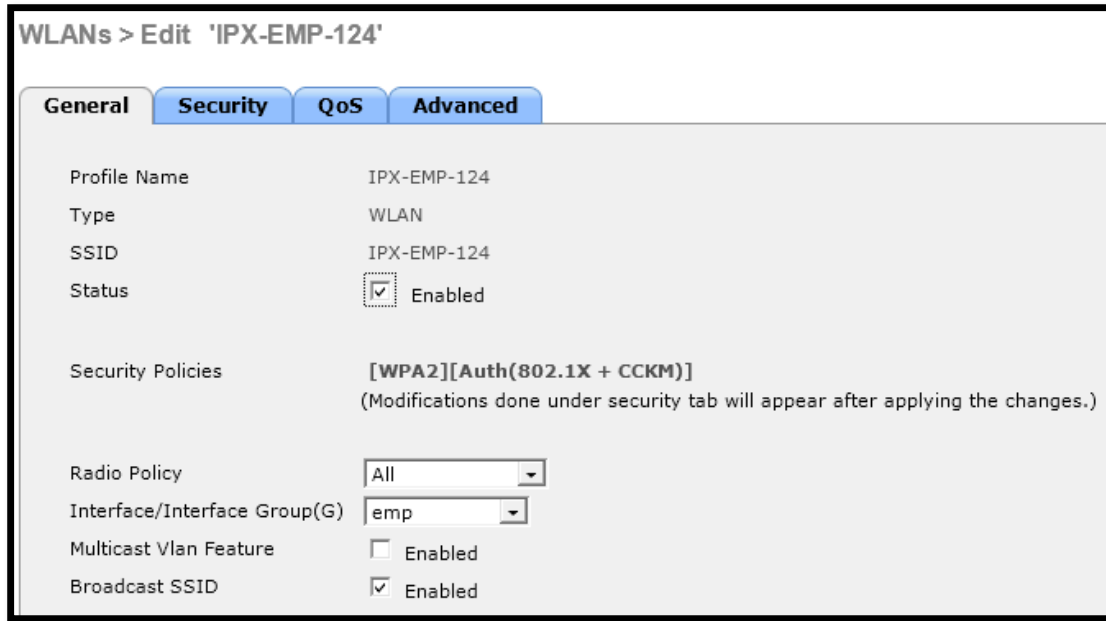 WLANs > Edit 'IPX-EMP-124'
General Security QoS Advanced
Profile Name IPX-EMP-124
Type WLAN
SSID IPX-EMP-124
Status Enabled
Security Policies [WPA2][Auth(802.1X + CCKM)]
(Modifications done under security tab will appear after applying the changes.)
Radio Policy All
Interface/Interface Group(G) emp
Multicast Vlan Feature Enabled
Broadcast SSID Enabled